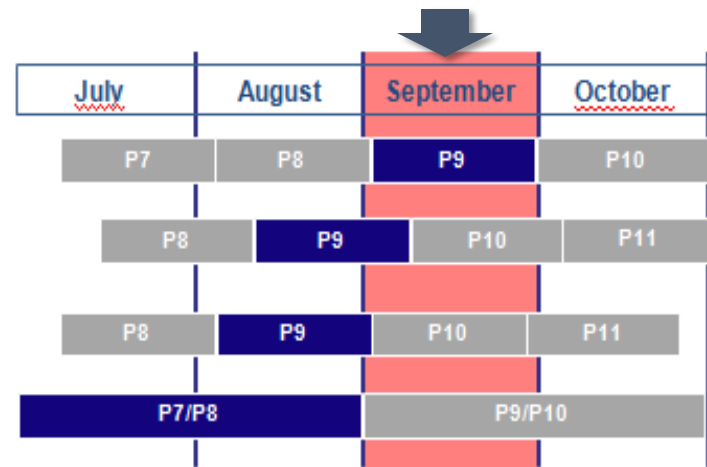 July August September October
P7 P8 P9 P10
P8 P9 P10 P11
P8 P9 P10 P11
P7/P8 P9/P10